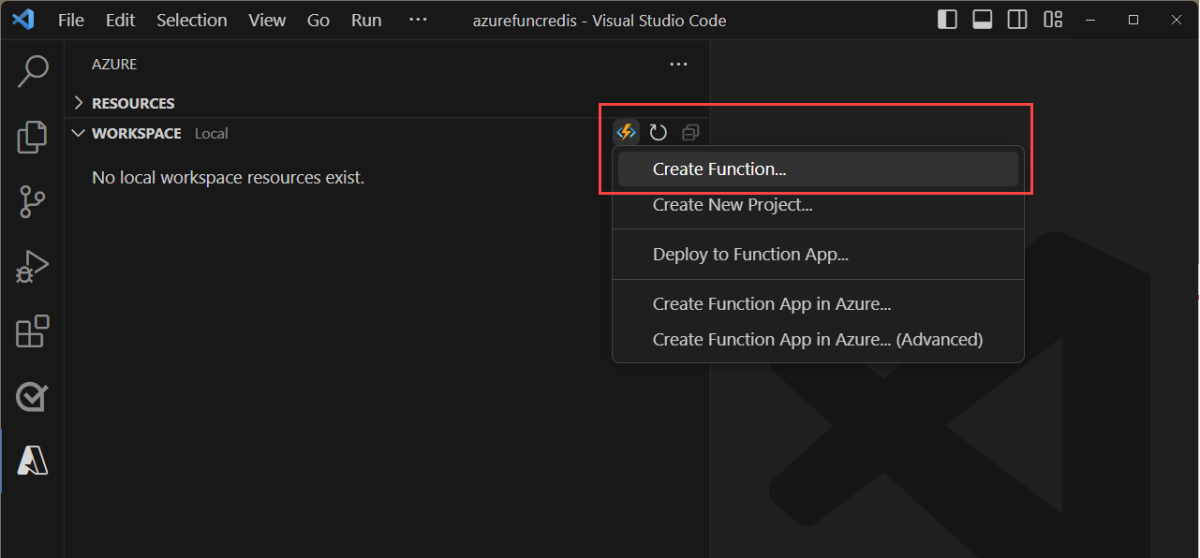 File Edit Selection View Go Run ··· azurefuncredis - Visual Studio Code
AZURE ···
RESOURCES
WORKSPACE Local
No local workspace resources exist.
Create Function...
Create New Project...
Deploy to Function App...
Create Function App in Azure...
Create Function App in Azure... (Advanced)